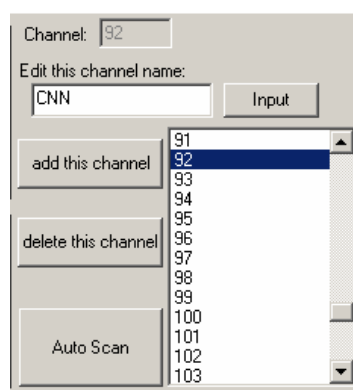 Channel: 92
Edit this channel name:
CNN
Input
add this channel
delete this channel
Auto Scan
91
92
93
94
95
96
97
98
99
100
101
102
103